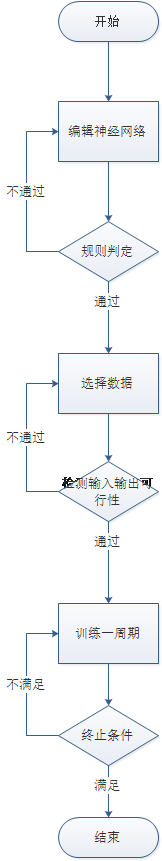 开始
编辑神经网络
不通过
规则判定
通过
选择数据
不通过
检测输入输出可
行性
通过
训练一周期
不满足
终止条件
满足
结束